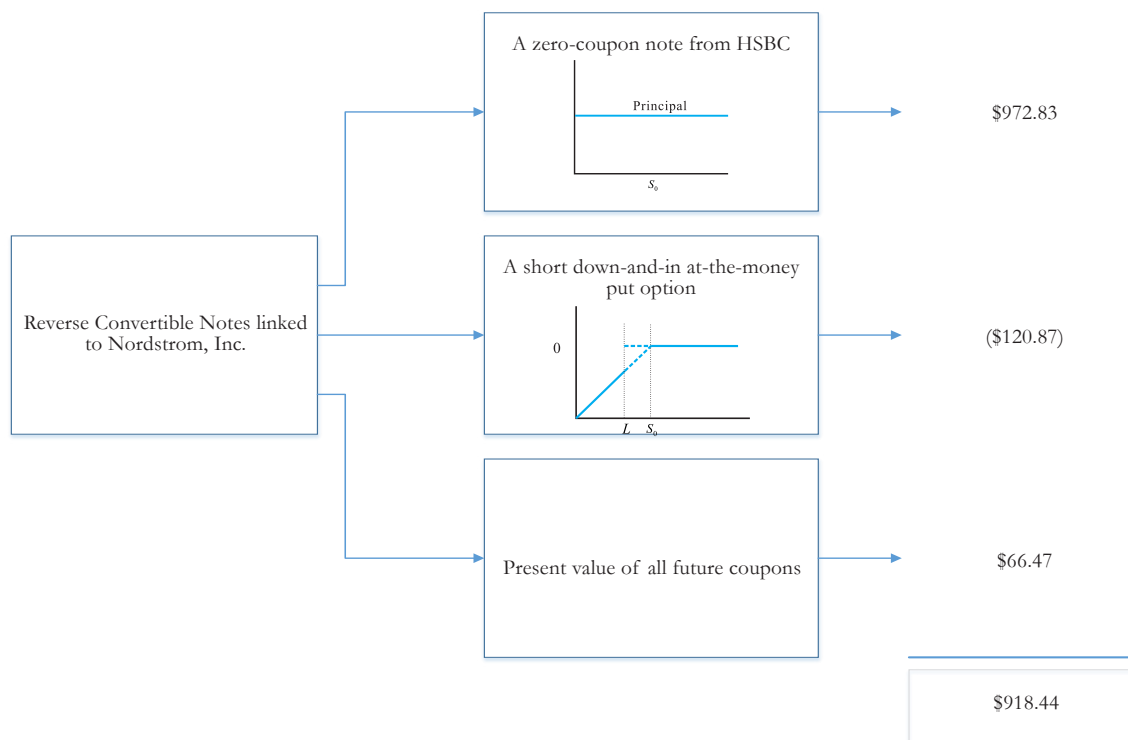 A zero-coupon note from HSBC
Principal
S₀
$972.83
Reverse Convertible Notes linked
to Nordstrom, Inc.
A short down-and-in at-the-money
put option
0
L S₀
($120.87)
Present value of all future coupons
$66.47
$918.44